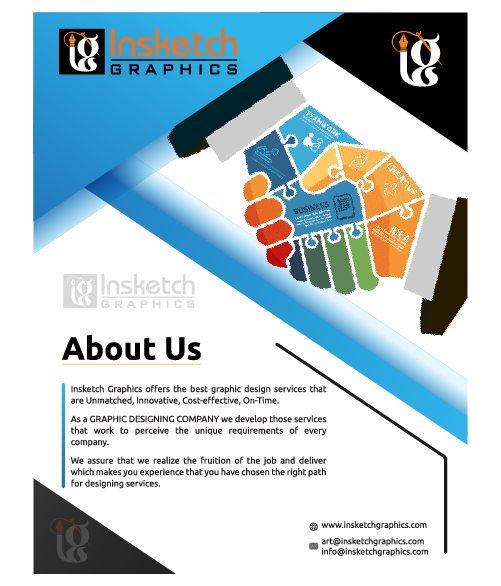 Insketch
GRAPHICS
TEAMWORK
CREATIVE
BUSINESS
IDEA
Insketch
GRAPHICS
About Us
Insketch Graphics offers the best graphic design services that
are Unmatched, Innovative, Cost-effective, On-Time.
As a GRAPHIC DESIGNING COMPANY we develop those services
that work to perceive the unique requirements of every
company.
We assure that we realize the fruition of the job and deliver
which makes you experience that you have chosen the right path
for designing services.
www.insketchgraphics.com
art@insketchgraphics.com
info@insketchgraphics.com